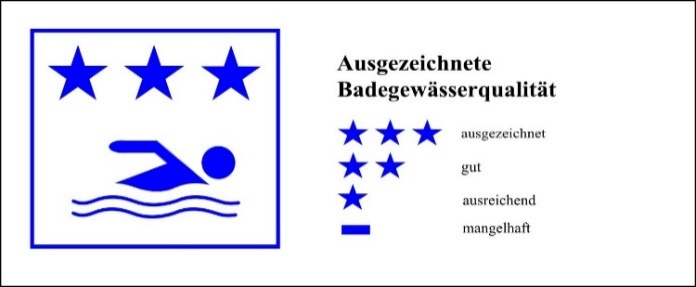 Ausgezeichnete
Badegewässerqualität
ausgezeichnet
gut
ausreichend
mangelhaft